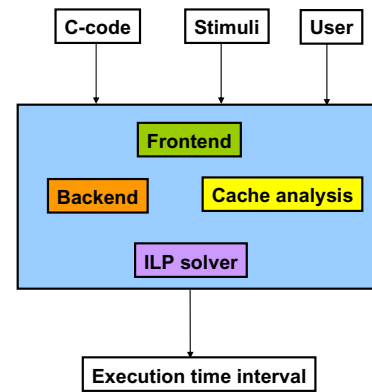 C-code
Stimuli
User
Frontend
Backend
Cache analysis
ILP solver
Execution time interval